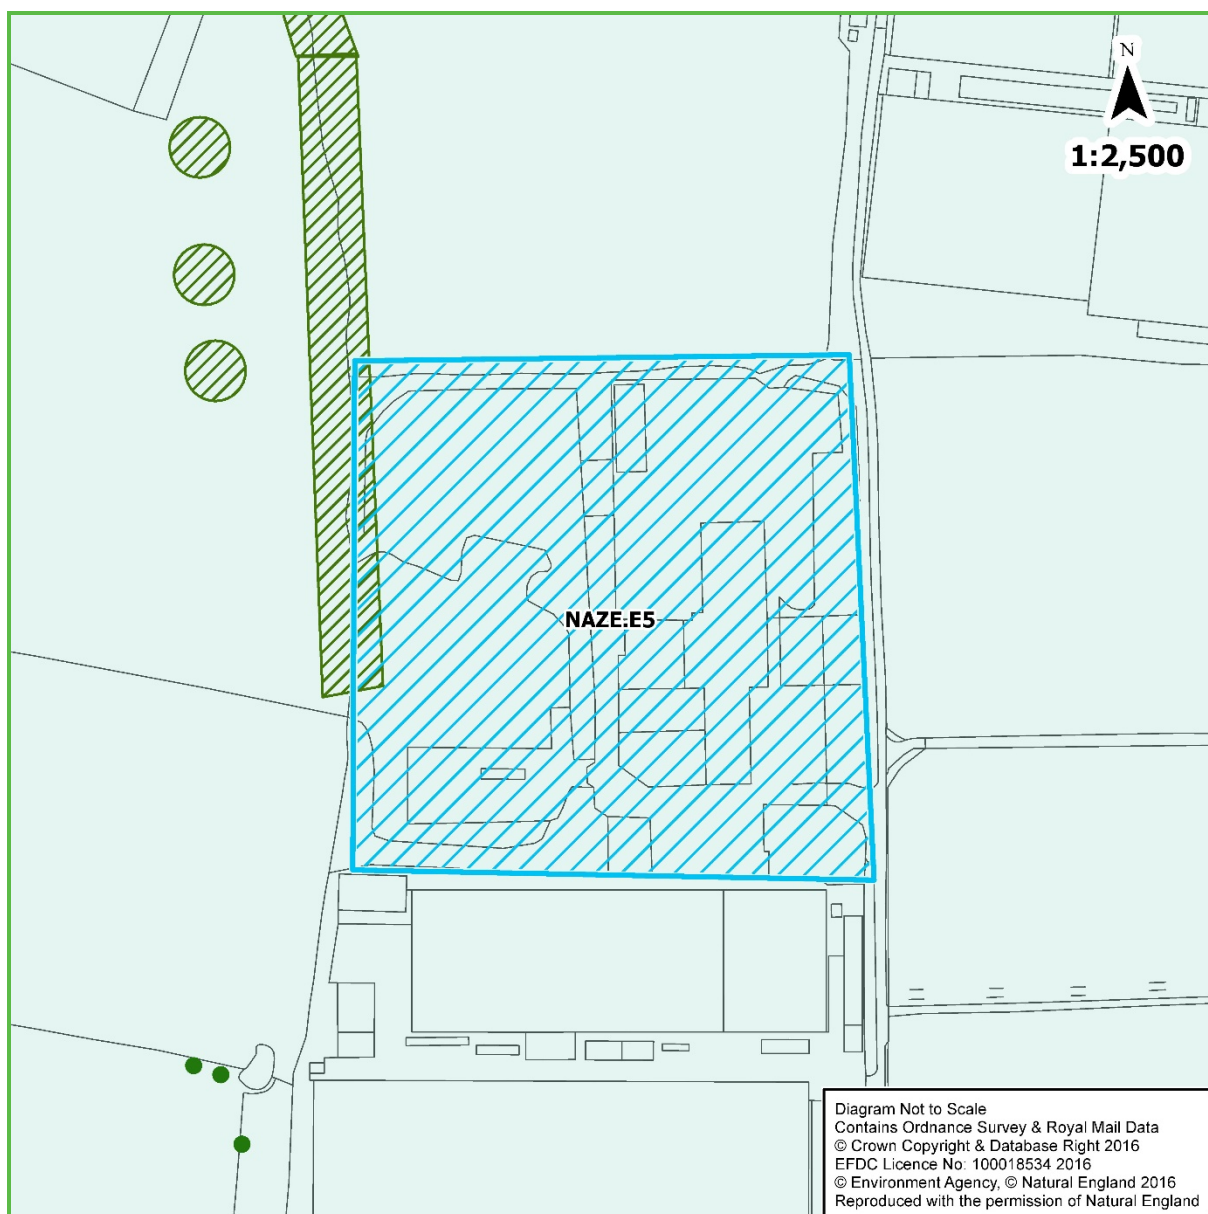 N
1:2,500
NAZE.E5
Diagram Not to Scale
Contains Ordnance Survey & Royal Mail Data
© Crown Copyright & Database Right 2016
EFDC Licence No: 100018534 2016
© Environment Agency, © Natural England 2016
Reproduced with the permission of Natural England